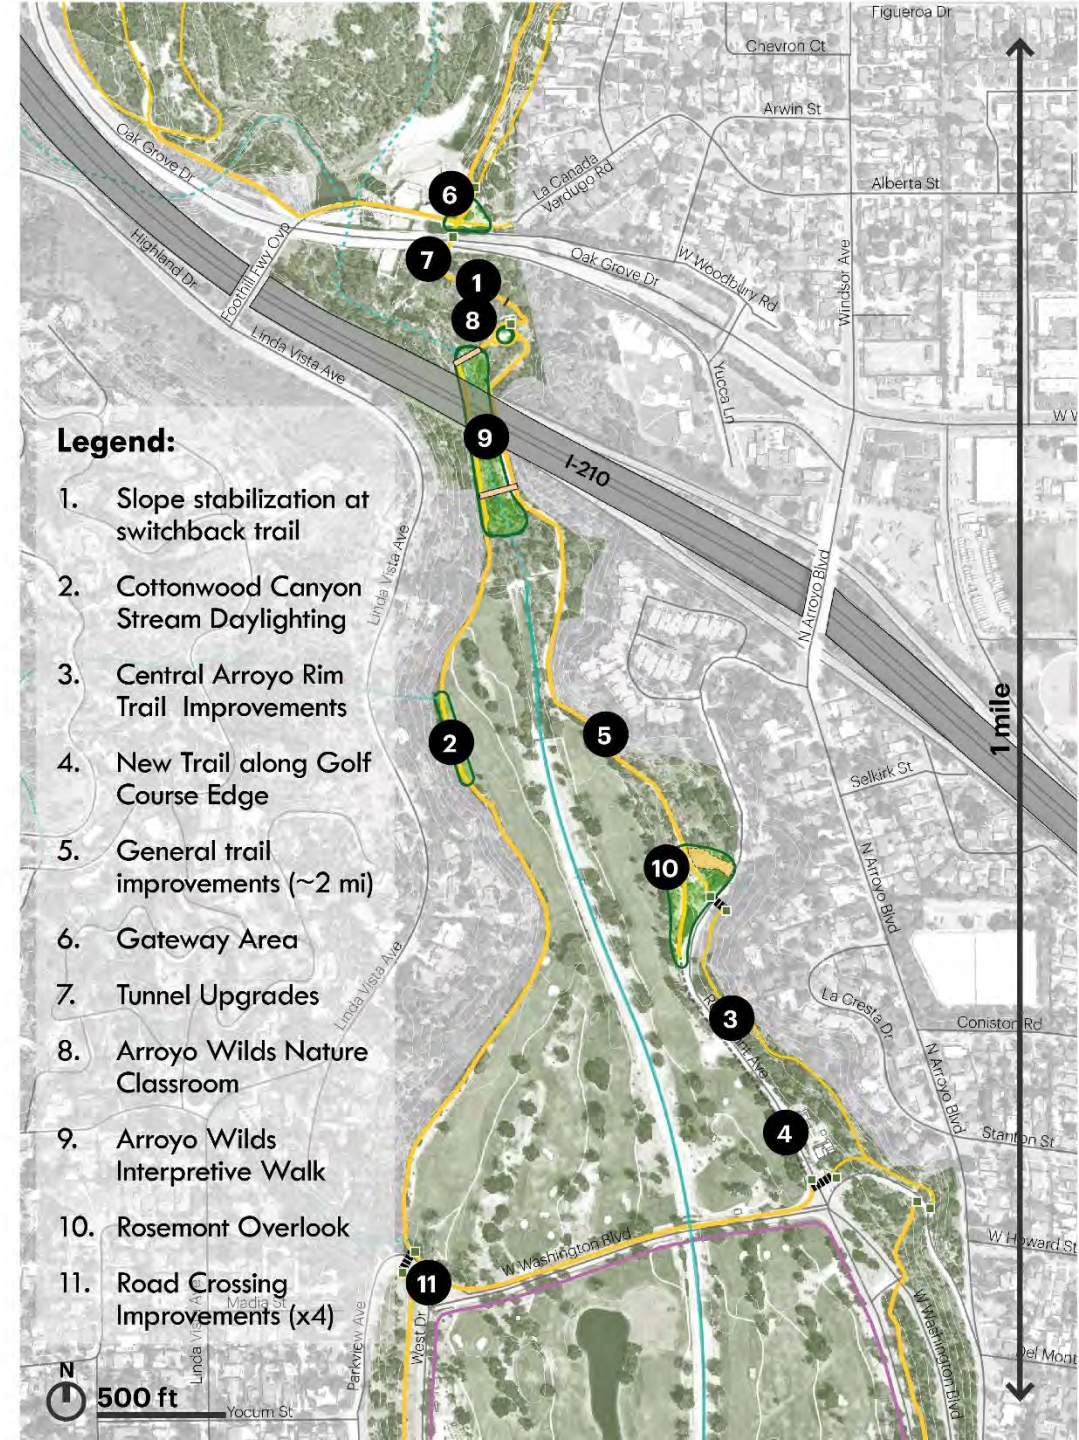 Figueroa Dr
Chevron Ct
Arwin St
Oak Grove Dr
La Canada
Verdugo Rd
Alberta St
6
7
1
8
Highland Dr
Foothill Fwy Ovp
Oak Grove Dr
W Woodbury Rd
Windsor Ave
Linda Vista Ave
Yucca Ln
9
I-210
Legend:
1. Slope stabilization at
switchback trail
2. Cottonwood Canyon
Stream Daylighting
3. Central Arroyo Rim
Trail Improvements
4. New Trail along Golf
Course Edge
5. General trail
improvements (~2 mi)
6. Gateway Area
7. Tunnel Upgrades
8. Arroyo Wilds Nature
Classroom
9. Arroyo Wilds
Interpretive Walk
10. Rosemont Overlook
11. Road Crossing
Improvements (x4)
Linda Vista Ave
N Arroyo Blvd
1 mile
2
5
Selkirk St
10
N Arroyo Blvd
Linda Vista Ave
3
La Cresta Dr
Coniston Rd
N Arroyo Blvd
4
Stanton St
W Washington Blvd
W Howard St
11
Madia St
Linda Vista Ave
Parkview Ave
West Dr
W Washington Blvd
Del Mont
N
500 ft
Yocum St